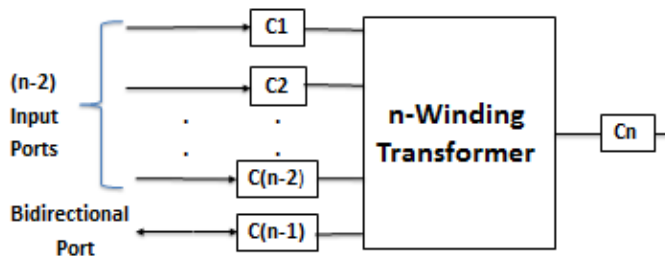 C1
(n-2)
Input
Ports
C2
. .
. .
C(n-2)
n-Winding
Transformer
Cn
Bidirectional
Port
C(n-1)